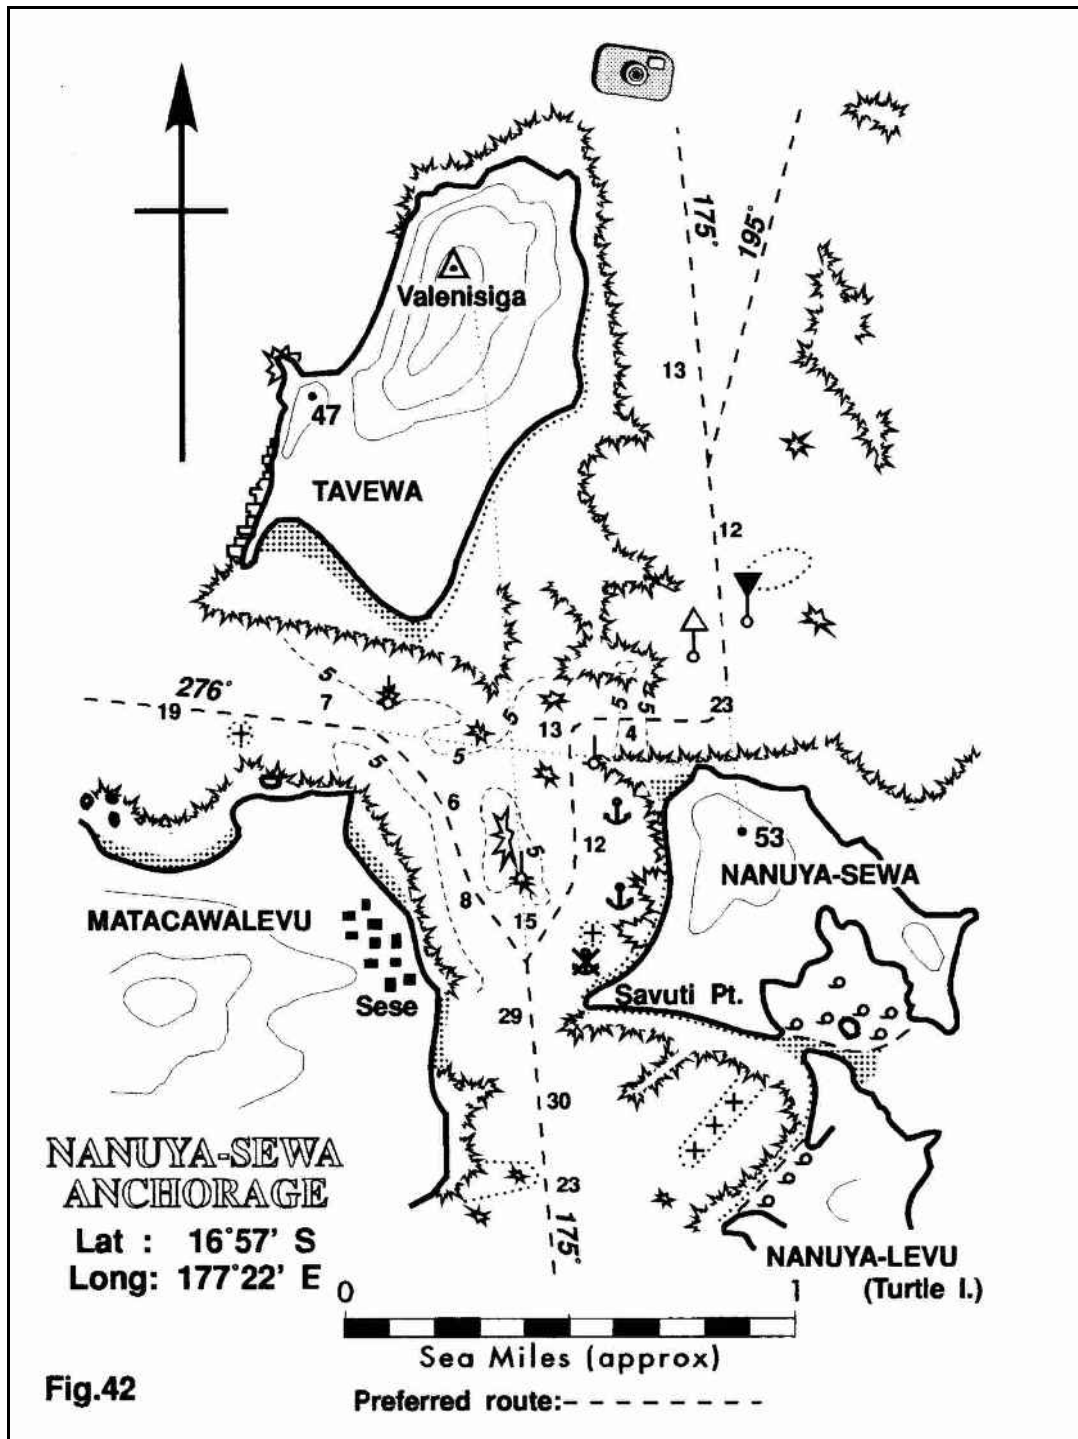 175°
195°
Valenisiga
13
47
TAVEWA
12
5
276°
19
7
5
13
5
5
4
23
5
5
6
5
12
53
NANUYA-SEWA
8
15
MATACAWALEVU
Sese
Savuti Pt.
29
30
23
175°
NANUYA-SEWA
ANCHORAGE
Lat : 16°57' S
Long: 177°22' E
NANUYA-LEVU
(Turtle I.)
0 1
Sea Miles (approx)
Fig.42
Preferred route:- - - - - - - - -